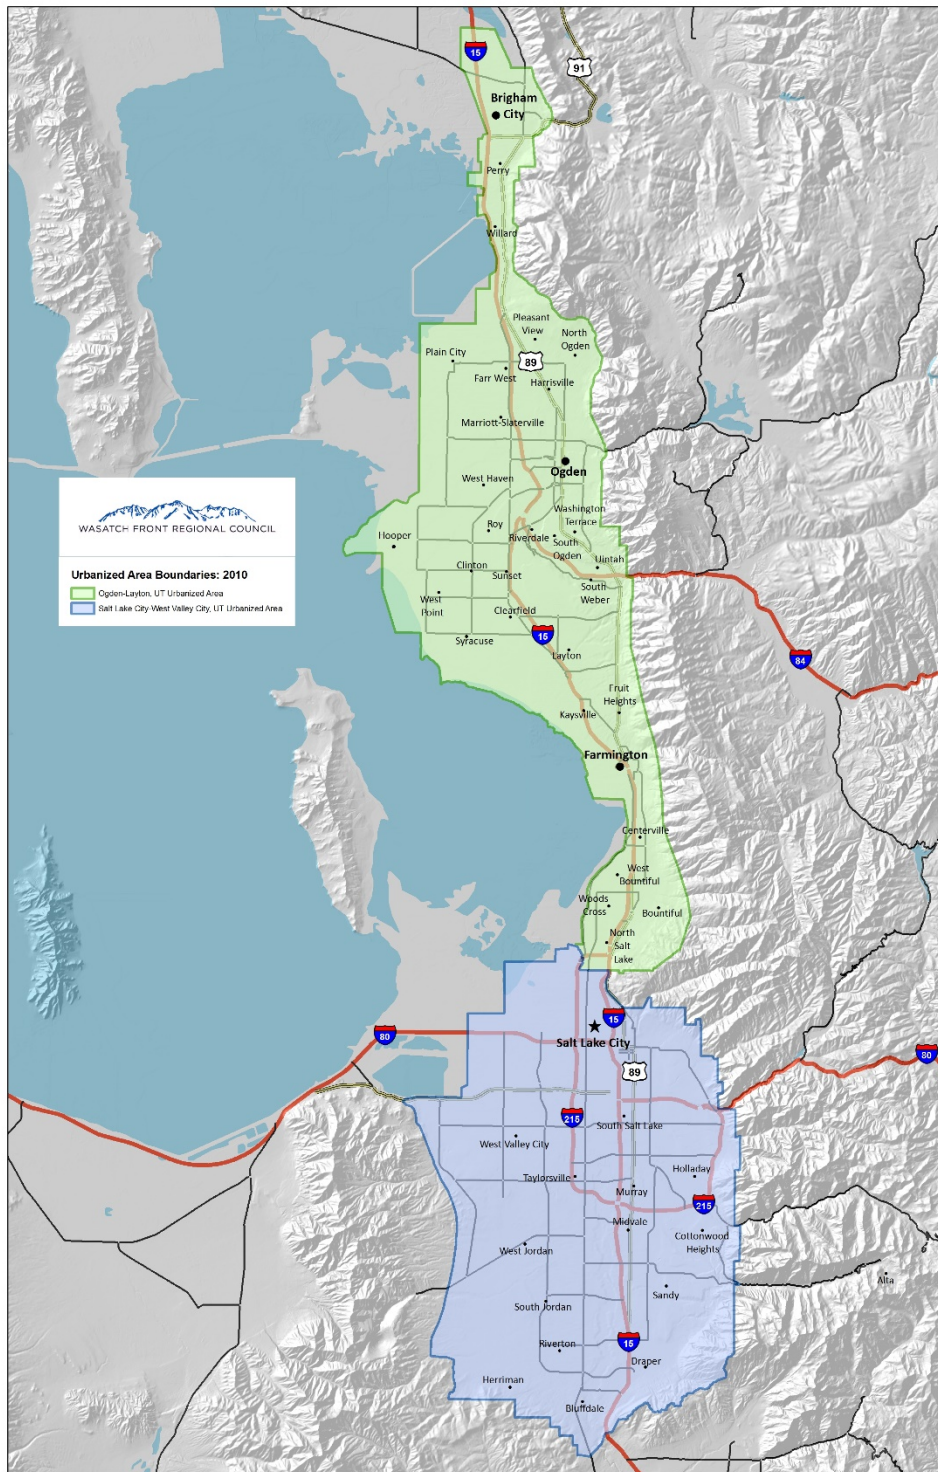 15
91
Brigham
City
Perry
Willard
Pleasant
View
North
Ogden
Plain City
89
Farr West
Harrisville
Marriott-Slaterville
Ogden
West Haven
Washington
Terrace
WASATCH FRONT REGIONAL COUNCIL
Urbanized Area Boundaries: 2010
Ogden-Layton, UT Urbanized Area
Salt Lake City-West Valley City, UT Urbanized Area
Hooper
Roy
Riverdale
South
Ogden
Uintah
Clinton
Sunset
South
Weber
West
Point
Clearfield
15
Syracuse
Layton
84
Fruit
Heights
Kaysville
Farmington
Centerville
West
Bountiful
Woods
Cross
Bountiful
North
Salt
Lake
15
80
Salt Lake City
80
89
215
South Salt Lake
West Valley City
Holladay
Taylorsville
Murray
215
Midvale
Cottonwood
Heights
West Jordan
Alta
Sandy
South Jordan
15
Riverton
Draper
Herriman
Bluffdale